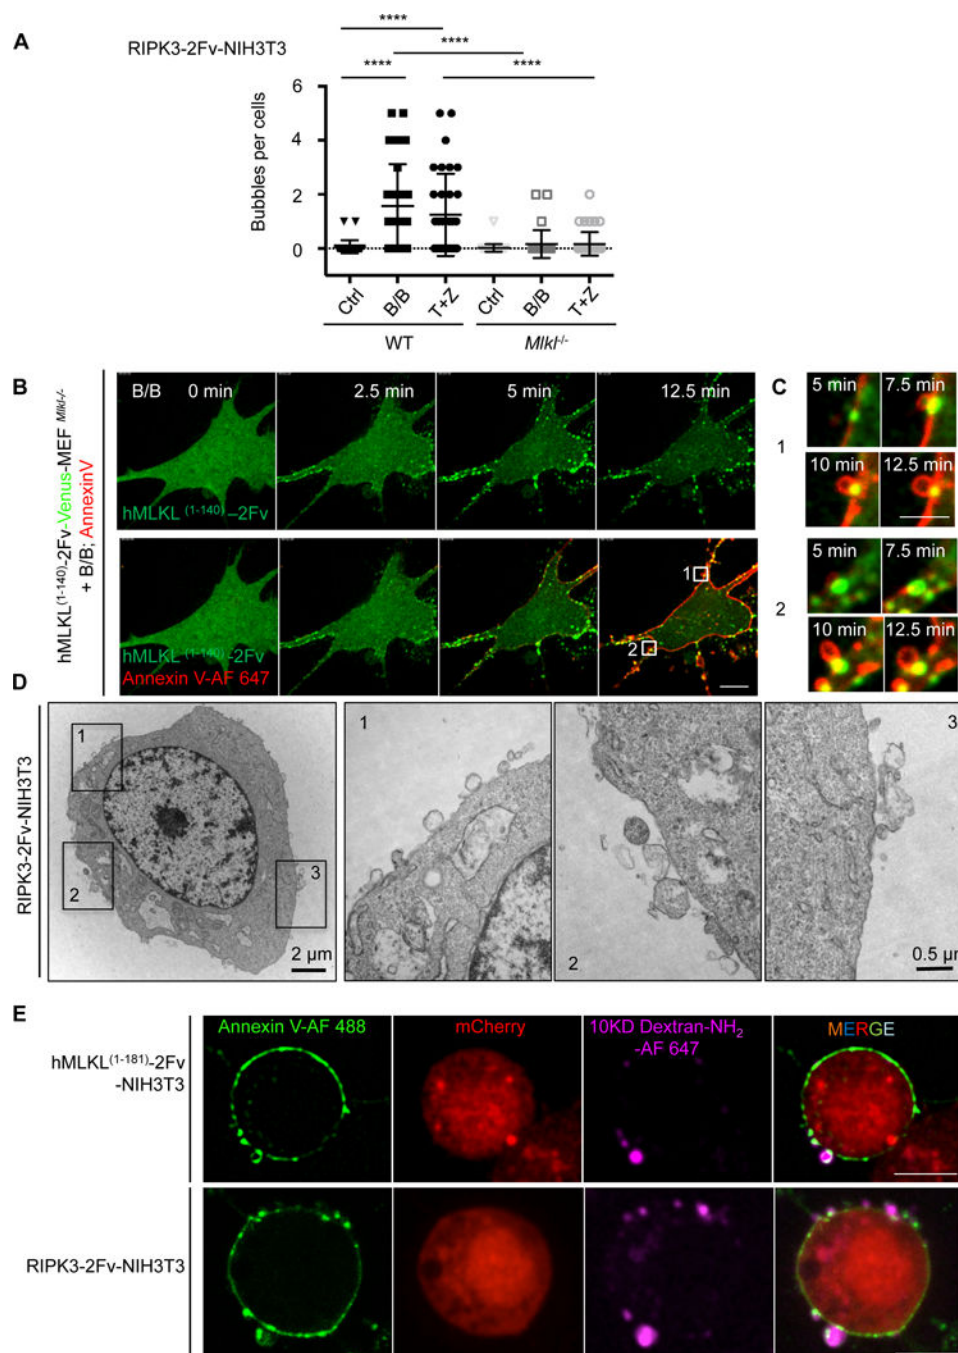 A
RIPK3-2Fv-NIH3T3
****
****
****
****
Bubbles per cells
6
4
2
0
Ctrl
B/B
T+Z
Ctrl
B/B
T+Z
WT
Mlkl-/-
B
hMLKL(1-140)-2Fv-Venus-MEF Mlkl-/-
+ B/B; AnnexinV
B/B
0 min
2.5 min
5 min
12.5 min
hMLKL (1-140) -2Fv
hMLKL (1-140) -2Fv
Annexin V-AF 647
1
2
C
1
5 min
7.5 min
10 min
12.5 min
2
5 min
7.5 min
10 min
12.5 min
D
RIPK3-2Fv-NIH3T3
1
2
3
2 µm
1
2
3
0.5 µm
E
Annexin V-AF 488
mCherry
10KD Dextran-NH2
-AF 647
MERGE
hMLKL(1-181)-2Fv
-NIH3T3
RIPK3-2Fv-NIH3T3